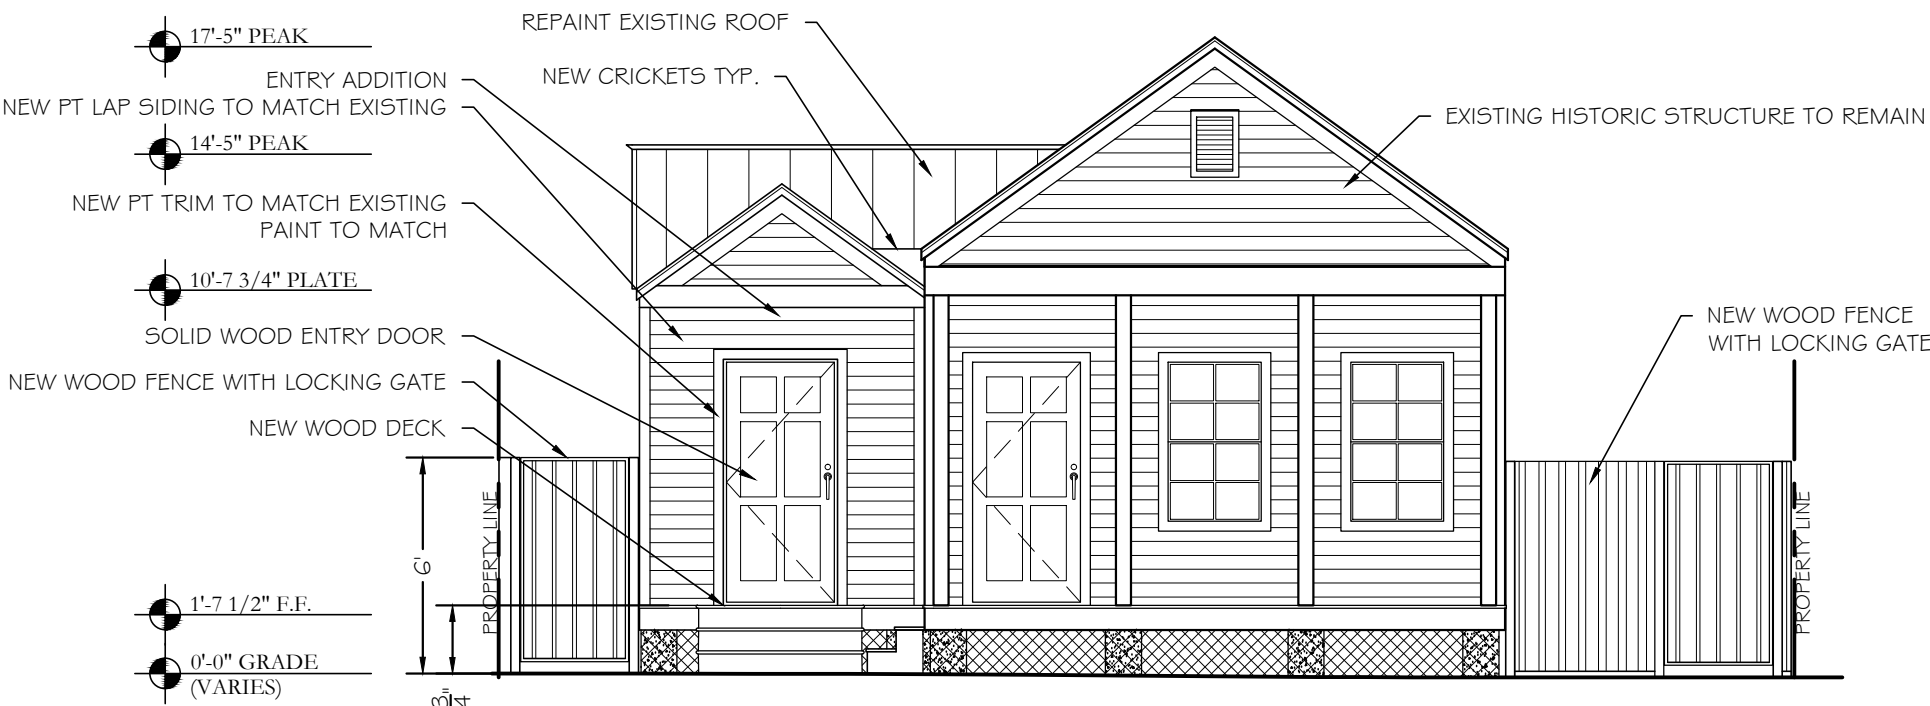 17'-5" PEAK
REPAINT EXISTING ROOF
ENTRY ADDITION
NEW CRICKETS TYP.
NEW PT LAP SIDING TO MATCH EXISTING
EXISTING HISTORIC STRUCTURE TO REMAIN
14'-5" PEAK
NEW PT TRIM TO MATCH EXISTING
PAINT TO MATCH
10'-7 3/4" PLATE
SOLID WOOD ENTRY DOOR
NEW WOOD FENCE
WITH LOCKING GATE
NEW WOOD FENCE WITH LOCKING GATE
NEW WOOD DECK
6'
PROPERTY LINE
PROPERTY LINE
1'-7 1/2" F.F.
0'-0" GRADE
(VARIES)